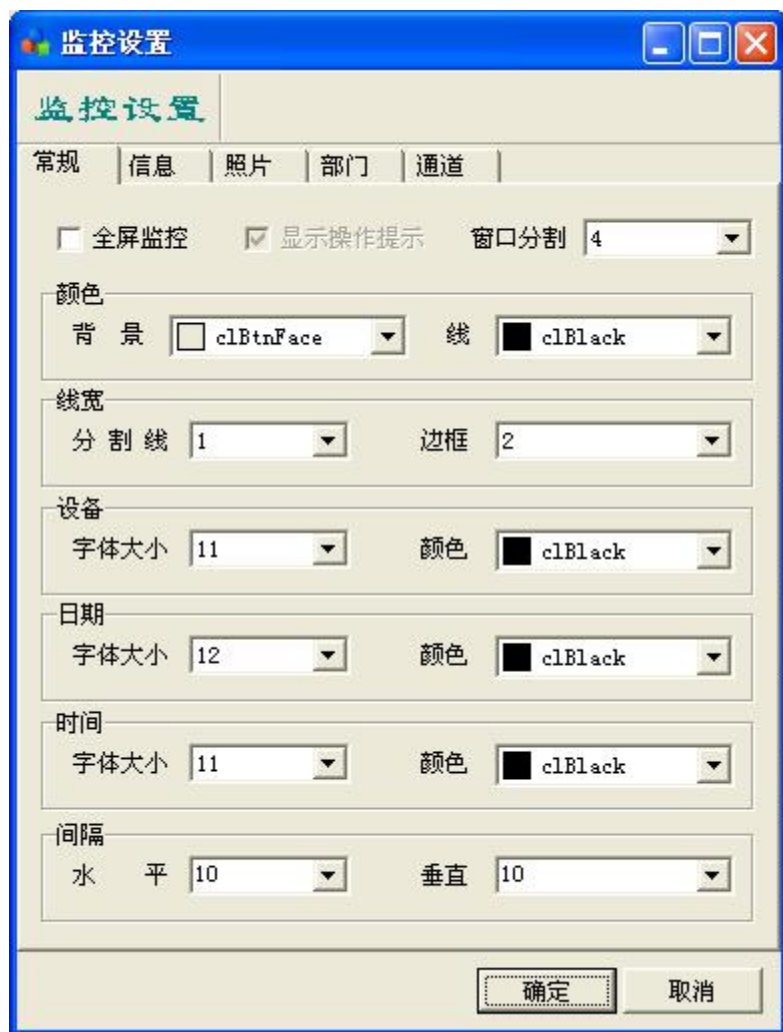 监控设置
监控设置
常规 信息 照片 部门 通道
全屏监控 显示操作提示 窗口分割 4
颜色
背 景 clBtnFace 线 clBlack
线宽
分 割 线 1 边框 2
设备
字体大小 11 颜色 clBlack
日期
字体大小 12 颜色 clBlack
时间
字体大小 11 颜色 clBlack
间隔
水 平 10 垂直 10
确定 取消